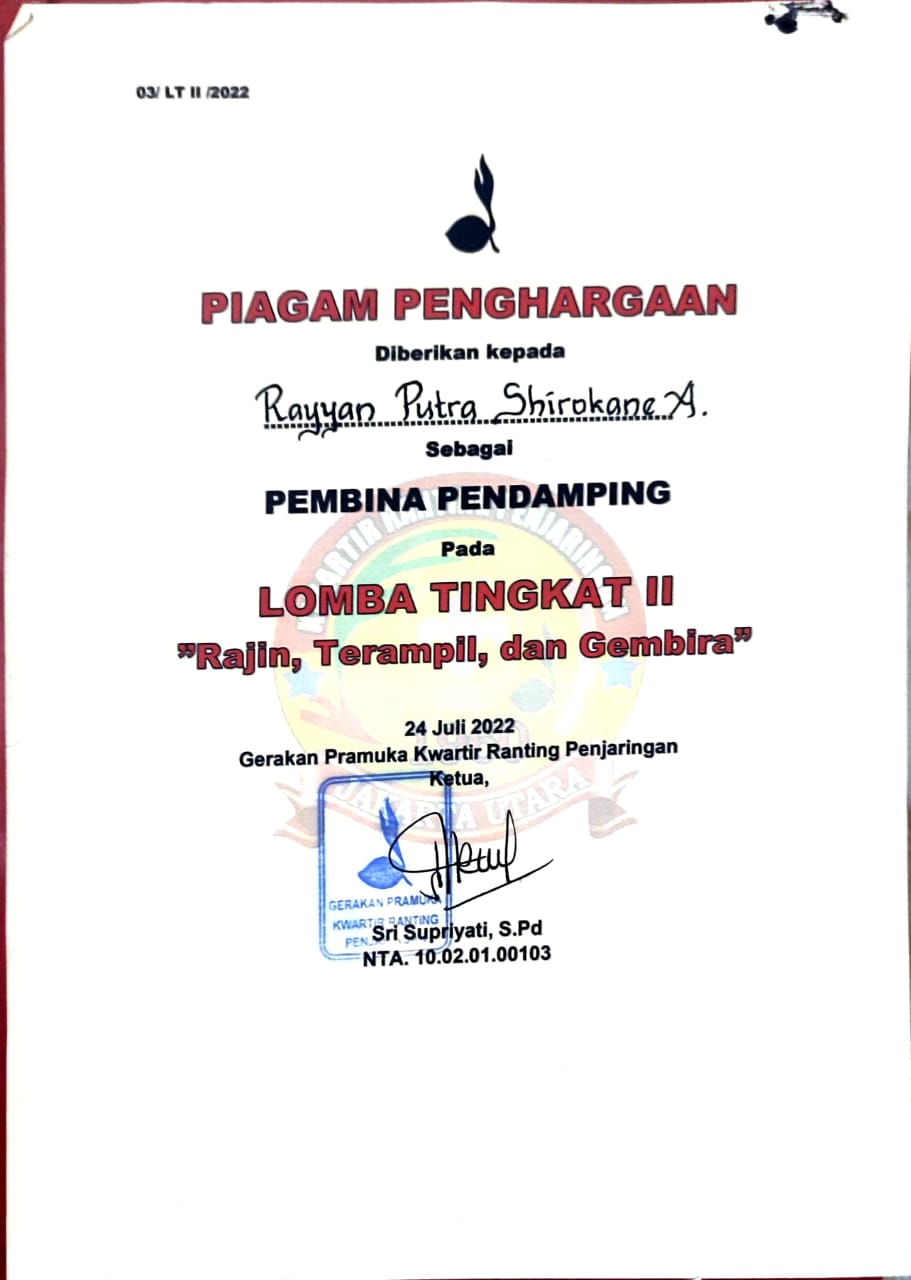 03/ LT II /2022
PIAGAM PENGHARGAAN
Diberikan kepada
Rayyan Putra Shirokane A.
Sebagai
PEMBINA PENDAMPING
Pada
LOMBA TINGKAT II
"Rajin, Terampil, dan Gembira"
24 Juli 2022
Gerakan Pramuka Kwartir Ranting Penjaringan
Ketua,
GERAKAN PRAMUKA
KWARTIR RANTING
Sri Supriyati, S.Pd
NTA. 10.02.01.00103
KWARTIR RANTING PENJARINGAN
JAKARTA UTARA